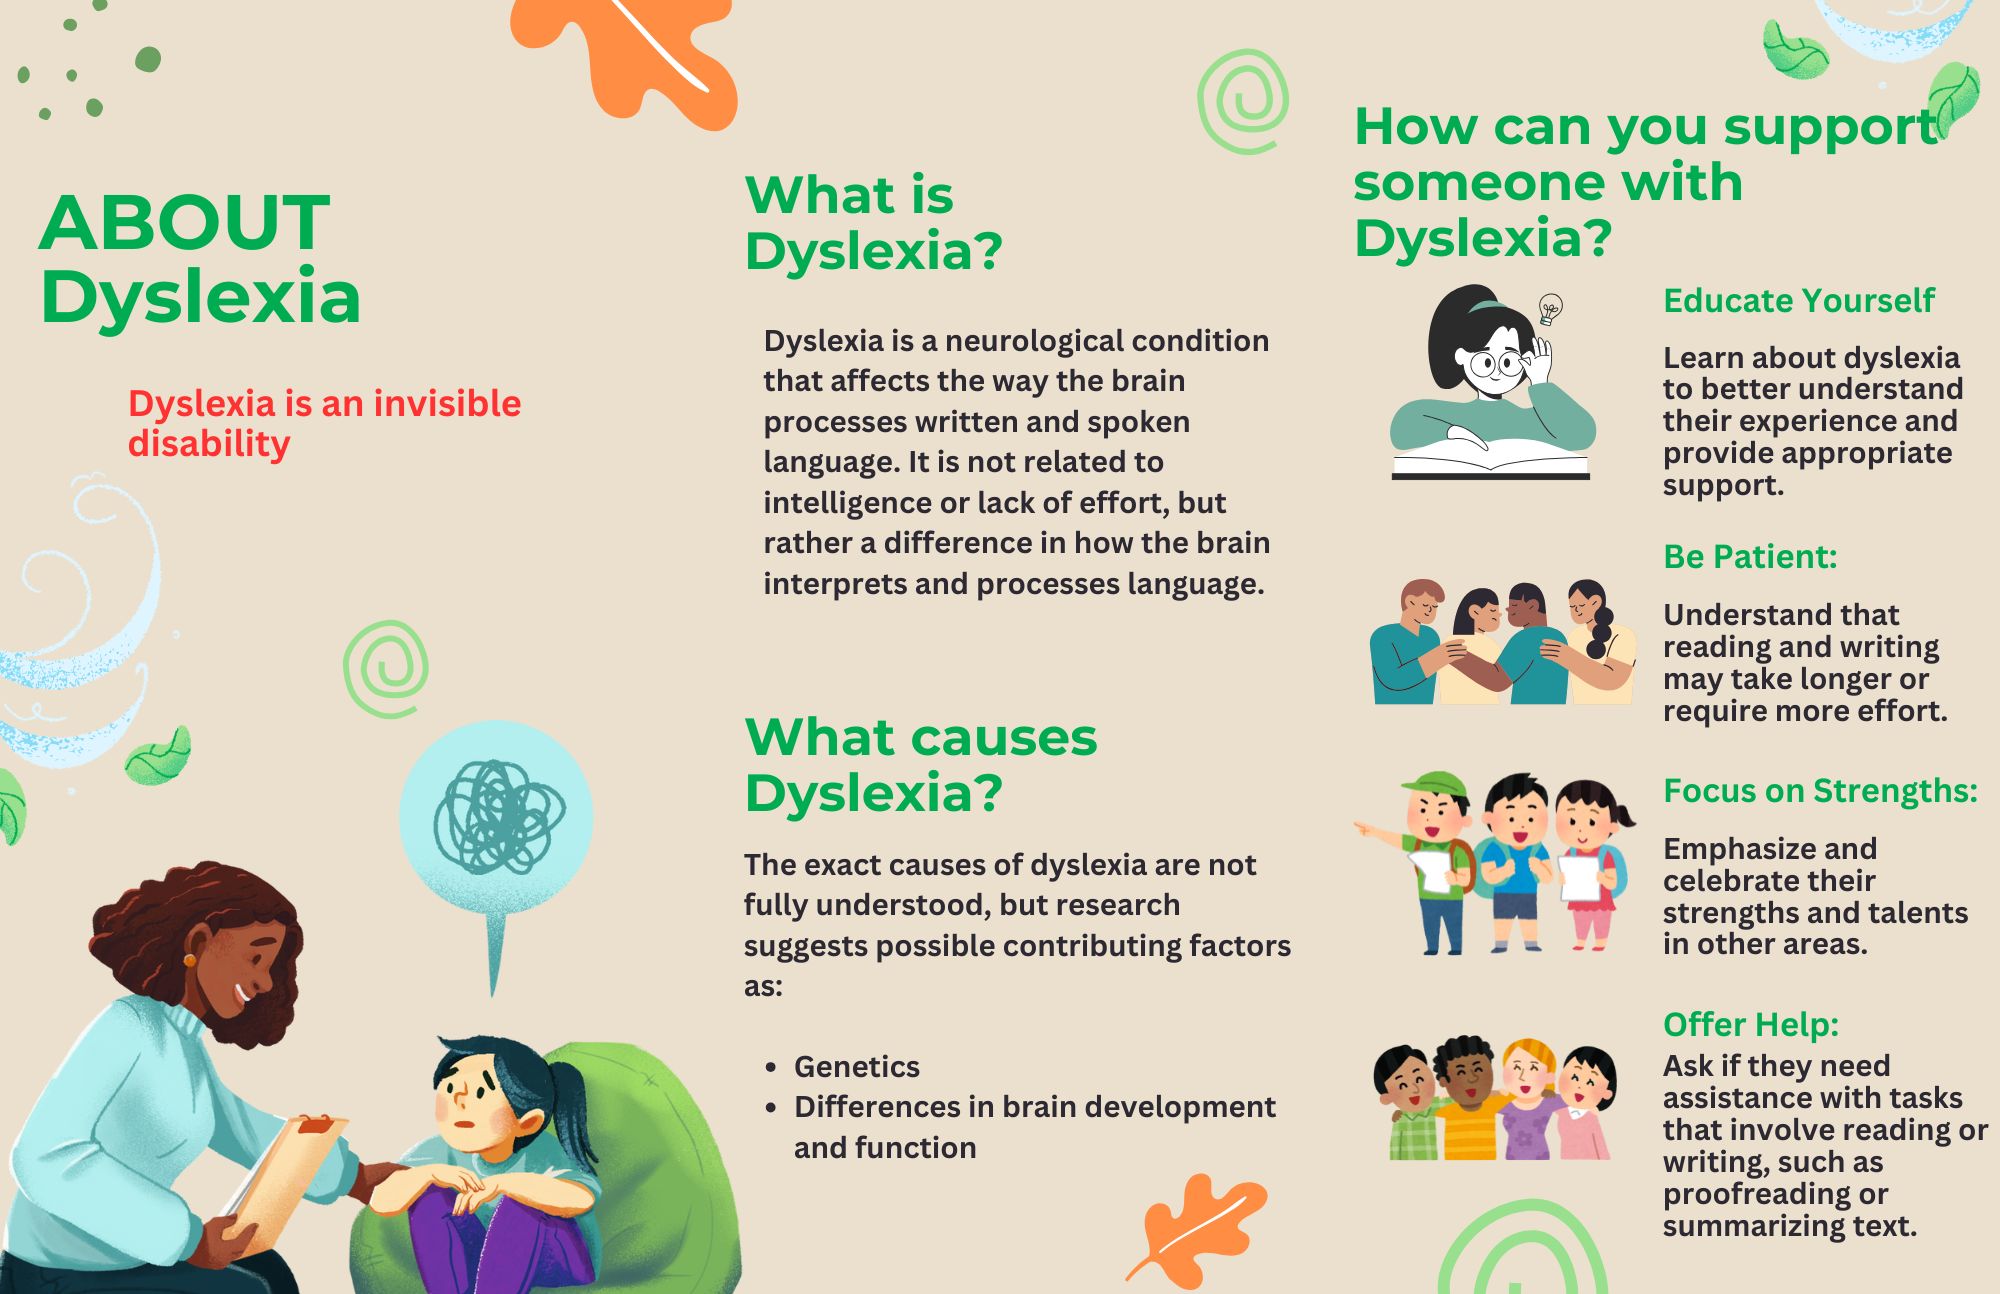 ABOUT
Dyslexia
Dyslexia is an invisible
disability
What is
Dyslexia?
Dyslexia is a neurological condition
that affects the way the brain
processes written and spoken
language. It is not related to
intelligence or lack of effort, but
rather a difference in how the brain
interprets and processes language.
What causes
Dyslexia?
The exact causes of dyslexia are not
fully understood, but research
suggests possible contributing factors
as:
• Genetics
• Differences in brain development
and function
How can you support
someone with
Dyslexia?
Educate Yourself
Learn about dyslexia
to better understand
their experience and
provide appropriate
support.
Be Patient:
Understand that
reading and writing
may take longer or
require more effort.
Focus on Strengths:
Emphasize and
celebrate their
strengths and talents
in other areas.
Offer Help:
Ask if they need
assistance with tasks
that involve reading or
writing, such as
proofreading or
summarizing text.